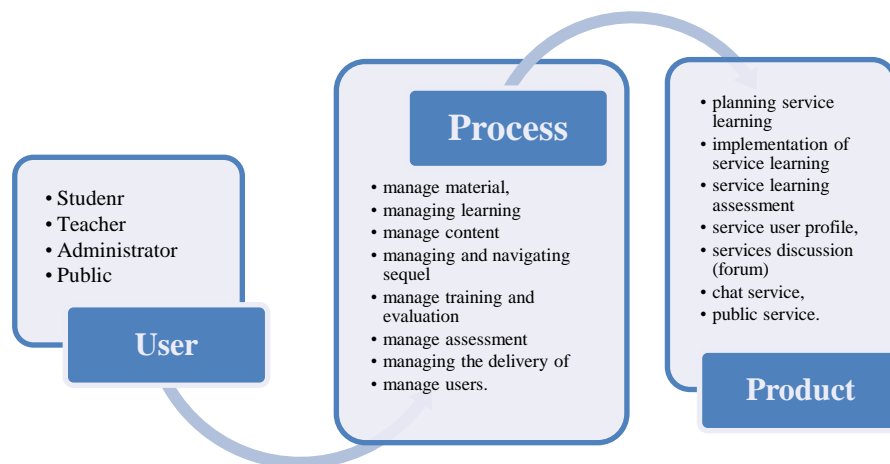 • Studenr
• Teacher
• Administrator
• Public
User
Process
• manage material,
• managing learning
• manage content
• managing and navigating
sequel
• manage training and
evaluation
• manage assessment
• managing the delivery of
• manage users.
• planning service
learning
• implementation of
service learning
• service learning
assessment
• service user profile,
• services discussion
(forum)
• chat service,
• public service.
Product